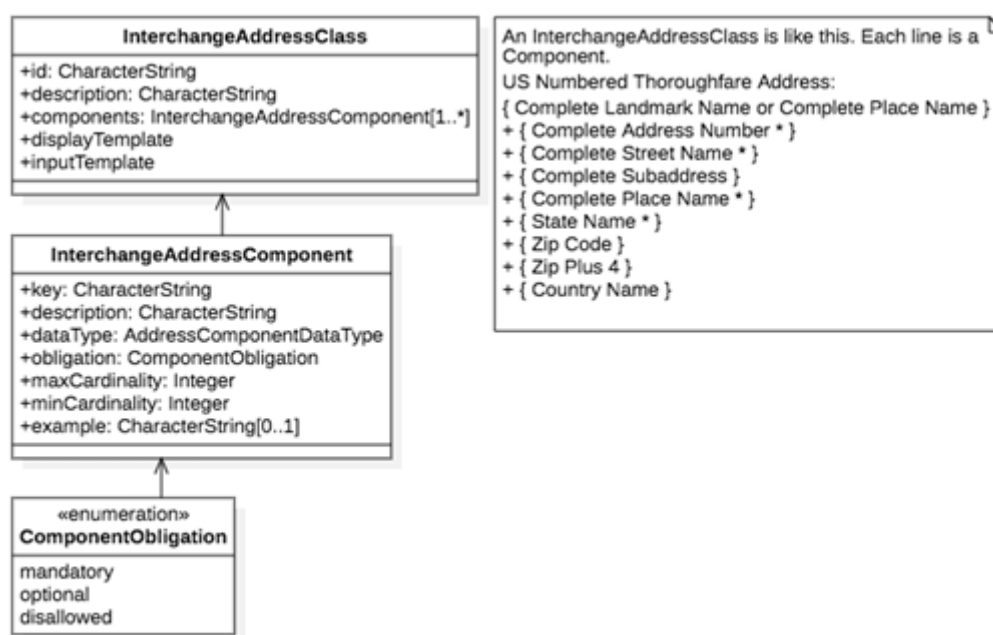 InterchangeAddressClass
+id: CharacterString
+description: CharacterString
+components: InterchangeAddressComponent[1..*]
+displayTemplate
+inputTemplate
InterchangeAddressComponent
+key: CharacterString
+description: CharacterString
+dataType: AddressComponentDataType
+obligation: ComponentObligation
+maxCardinality: Integer
+minCardinality: Integer
+example: CharacterString[0..1]
«enumeration»
ComponentObligation
mandatory
optional
disallowed
An InterchangeAddressClass is like this. Each line is a
Component.
US Numbered Thoroughfare Address:
{ Complete Landmark Name or Complete Place Name }
+ { Complete Address Number * }
+ { Complete Street Name * }
+ { Complete Subaddress }
+ { Complete Place Name * }
+ { State Name * }
+ { Zip Code }
+ { Zip Plus 4 }
+ { Country Name }